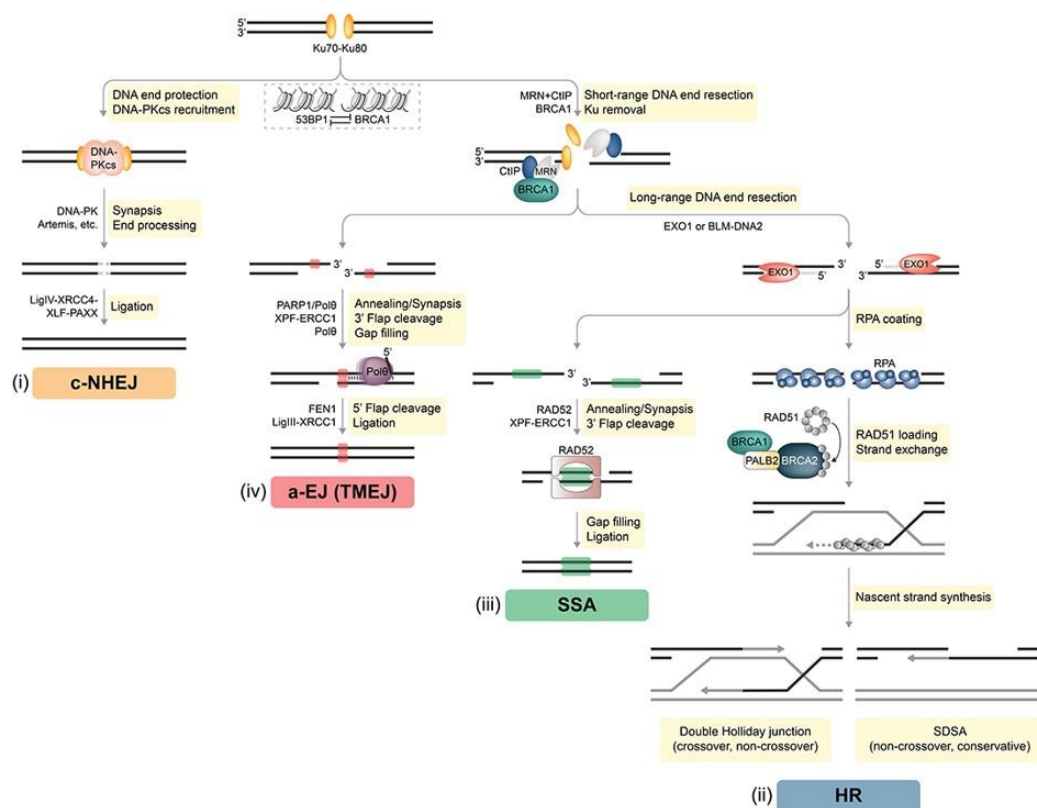 5'
3'
Ku70-Ku80
DNA end protection
DNA-PKcs recruitment
53BP1
BRCA1
MRN+CtIP
BRCA1
Short-range DNA end resection
Ku removal
DNA-
PKcs
CtIP
MRN
BRCA1
DNA-PK
Artemis, etc.
Synapsis
End processing
Long-range DNA end resection
EXO1 or BLM-DNA2
3'
3'
3'
EXO1
5'
5'
EXO1
3'
LigIV-XRCC4-
XLF-PAXX
Ligation
(i)
c-NHEJ
PARP1/Polθ
XPF-ERCC1
Polθ
Annealing/Synapsis
3' Flap cleavage
Gap filling
5'
Polθ
FEN1
LigIII-XRCC1
5' Flap cleavage
Ligation
(iv)
a-EJ (TMEJ)
3'
3'
RAD52
XPF-ERCC1
Annealing/Synapsis
3' Flap cleavage
RAD52
Gap filling
Ligation
(iii)
SSA
RPA coating
RPA
RAD51
BRCA1
PALB2
BRCA2
RAD51 loading
Strand exchange
Nascent strand synthesis
Double Holliday junction
(crossover, non-crossover)
SDSA
(non-crossover, conservative)
(ii)
HR